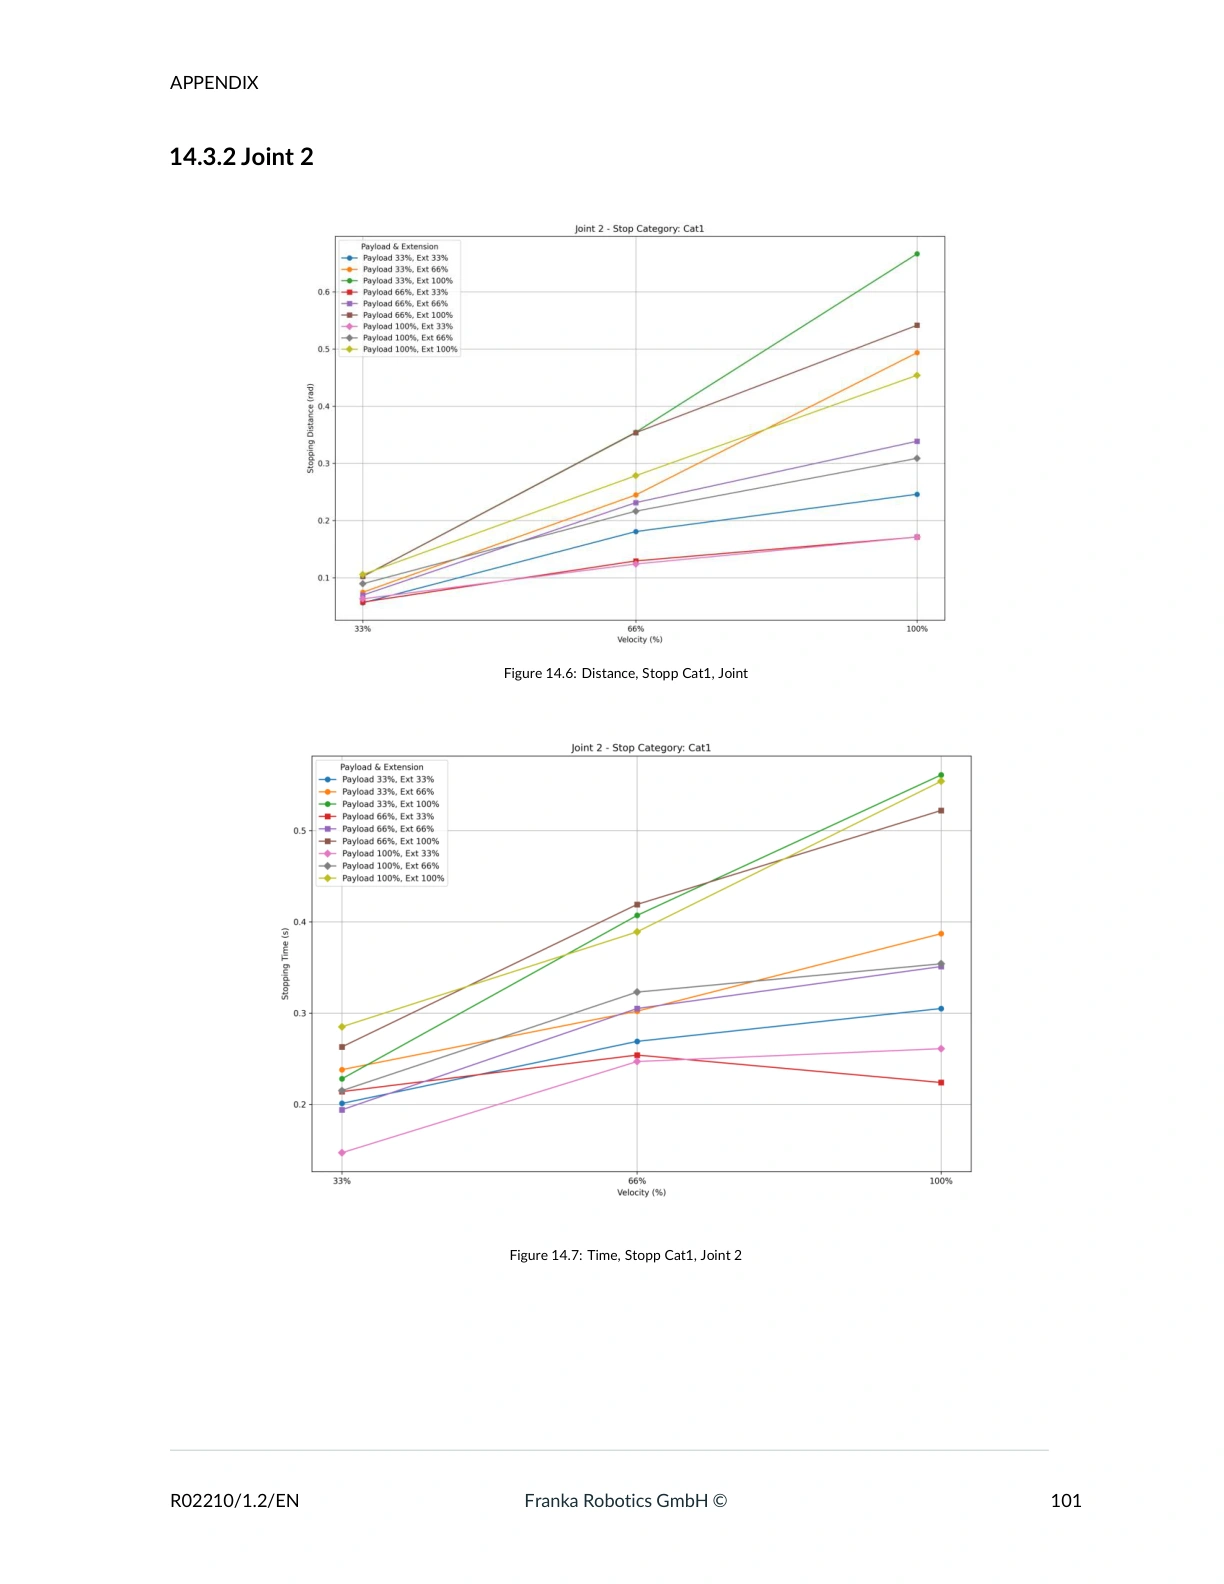 APPENDIX
14.3.2 Joint 2
Joint 2 - Stop Category: Cat1
Payload & Extension
Payload 33%, Ext 33%
Payload 33%, Ext 66%
Payload 33%, Ext 100%
Payload 66%, Ext 33%
Payload 66%, Ext 66%
Payload 66%, Ext 100%
Payload 100%, Ext 33%
Payload 100%, Ext 66%
Payload 100%, Ext 100%
0.6
0.5
0.4
0.3
0.2
0.1
Stopping Distance (rad)
33% 66% 100%
Velocity (%)
Figure 14.6: Distance, Stopp Cat1, Joint
Joint 2 - Stop Category: Cat1
Payload & Extension
Payload 33%, Ext 33%
Payload 33%, Ext 66%
Payload 33%, Ext 100%
Payload 66%, Ext 33%
Payload 66%, Ext 66%
Payload 66%, Ext 100%
Payload 100%, Ext 33%
Payload 100%, Ext 66%
Payload 100%, Ext 100%
0.5
0.4
0.3
0.2
Stopping Time (s)
33% 66% 100%
Velocity (%)
Figure 14.7: Time, Stopp Cat1, Joint 2
R02210/1.2/EN Franka Robotics GmbH © 101